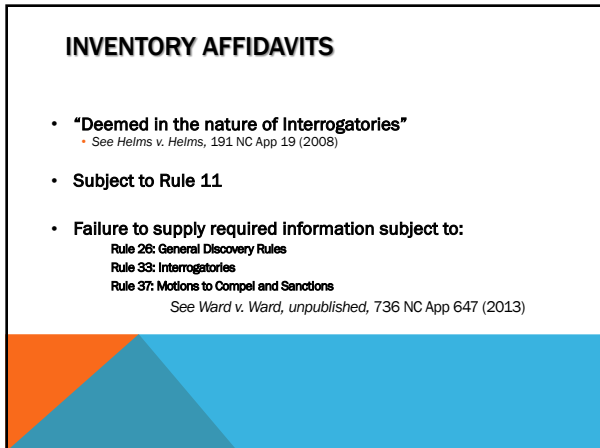 INVENTORY AFFIDAVITS
• “Deemed in the nature of Interrogatories”
• See Helms v. Helms, 191 NC App 19 (2008)
• Subject to Rule 11
• Failure to supply required information subject to:
Rule 26: General Discovery Rules
Rule 33: Interrogatories
Rule 37: Motions to Compel and Sanctions
See Ward v. Ward, unpublished, 736 NC App 647 (2013)